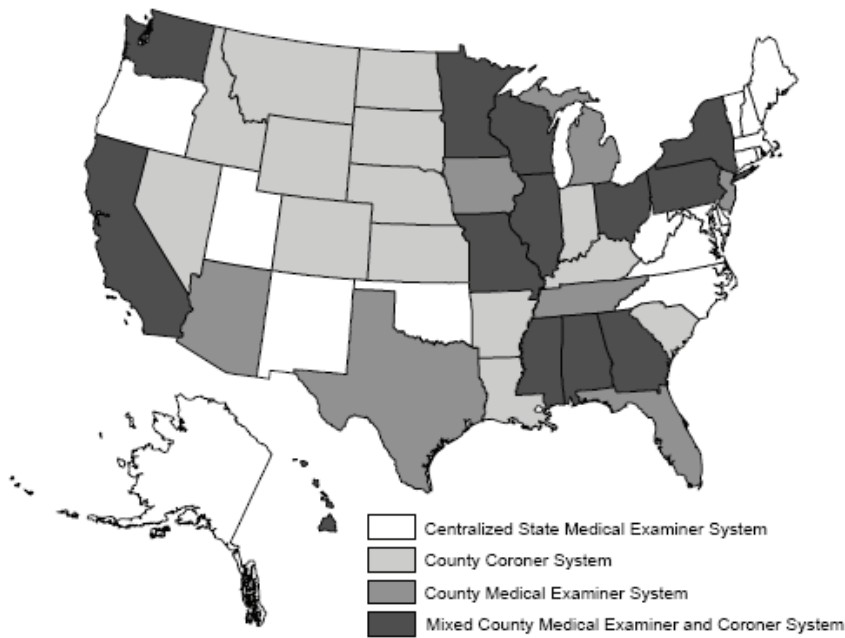 Centralized State Medical Examiner System
County Coroner System
County Medical Examiner System
Mixed County Medical Examiner and Coroner System